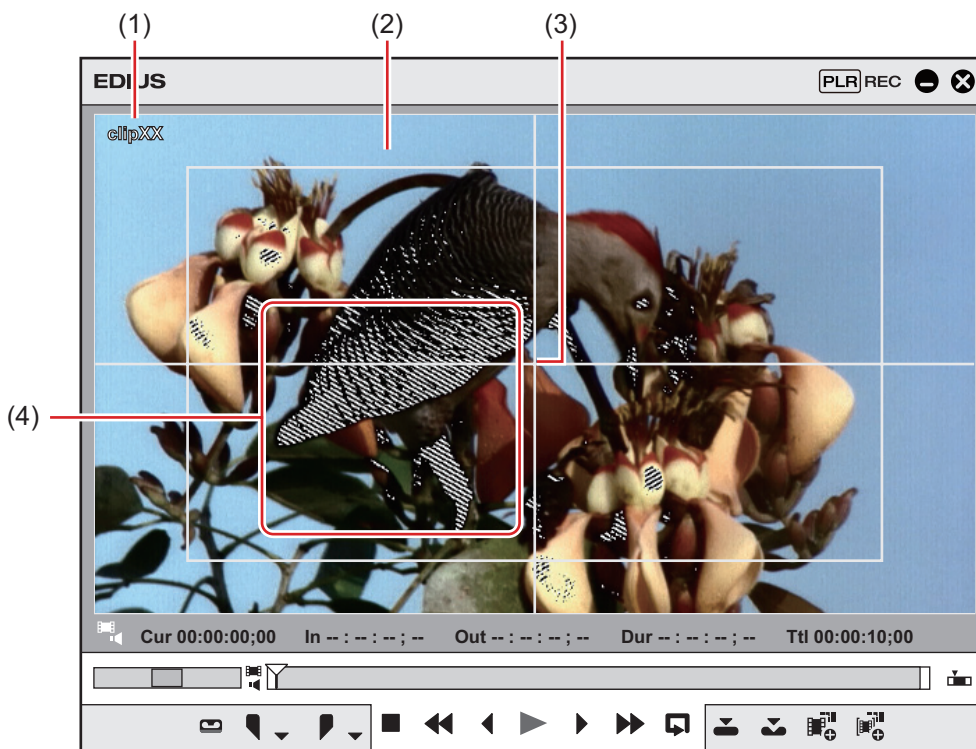 (1) (2) (3)
EDIUS PLR REC
clipXX
(4)
Cur 00:00:00;00 In -- : -- : -- ; -- Out -- : -- : -- ; -- Dur -- : -- : -- ; -- Ttl 00:00:10;00